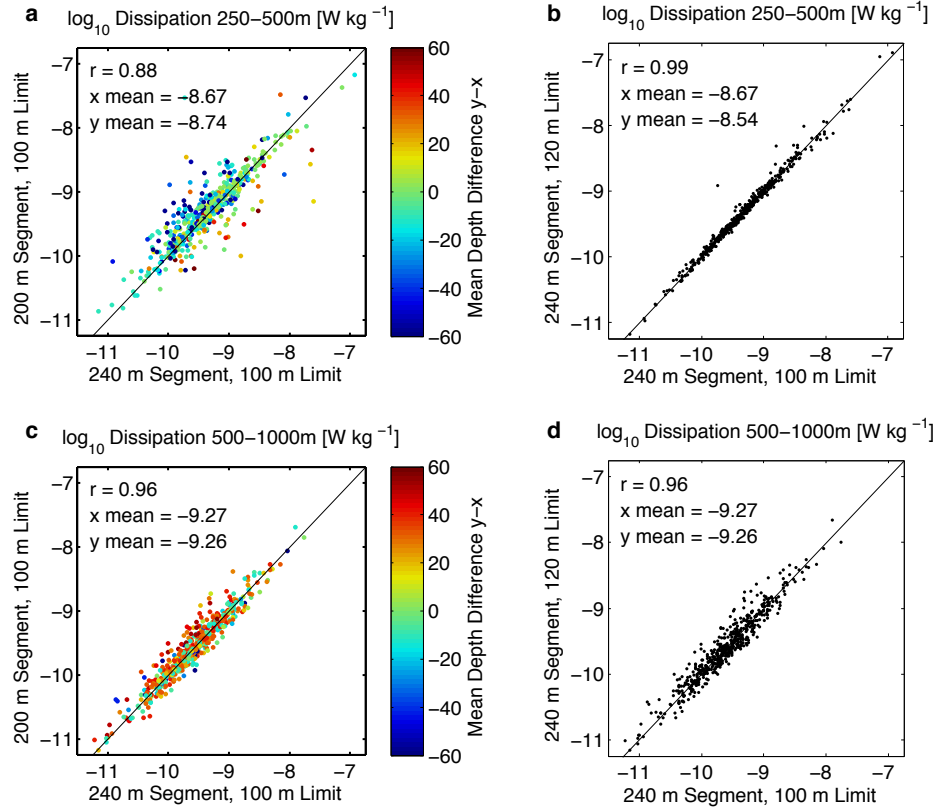 a
log10 Dissipation 250−500m [W kg −1]
r = 0.88
x mean = −8.67
y mean = −8.74
200 m Segment, 100 m Limit
−7
−8
−9
−10
−11
−11 −10 −9 −8 −7
240 m Segment, 100 m Limit
60
40
20
0
−20
−40
−60
Mean Depth Difference y−x
b
log10 Dissipation 250−500m [W kg −1]
r = 0.99
x mean = −8.67
y mean = −8.54
240 m Segment, 120 m Limit
−7
−8
−9
−10
−11
−11 −10 −9 −8 −7
240 m Segment, 100 m Limit
c
log10 Dissipation 500−1000m [W kg −1]
r = 0.96
x mean = −9.27
y mean = −9.26
200 m Segment, 100 m Limit
−7
−8
−9
−10
−11
−11 −10 −9 −8 −7
240 m Segment, 100 m Limit
60
40
20
0
−20
−40
−60
Mean Depth Difference y−x
d
log10 Dissipation 500−1000m [W kg −1]
r = 0.96
x mean = −9.27
y mean = −9.26
240 m Segment, 120 m Limit
−7
−8
−9
−10
−11
−11 −10 −9 −8 −7
240 m Segment, 100 m Limit